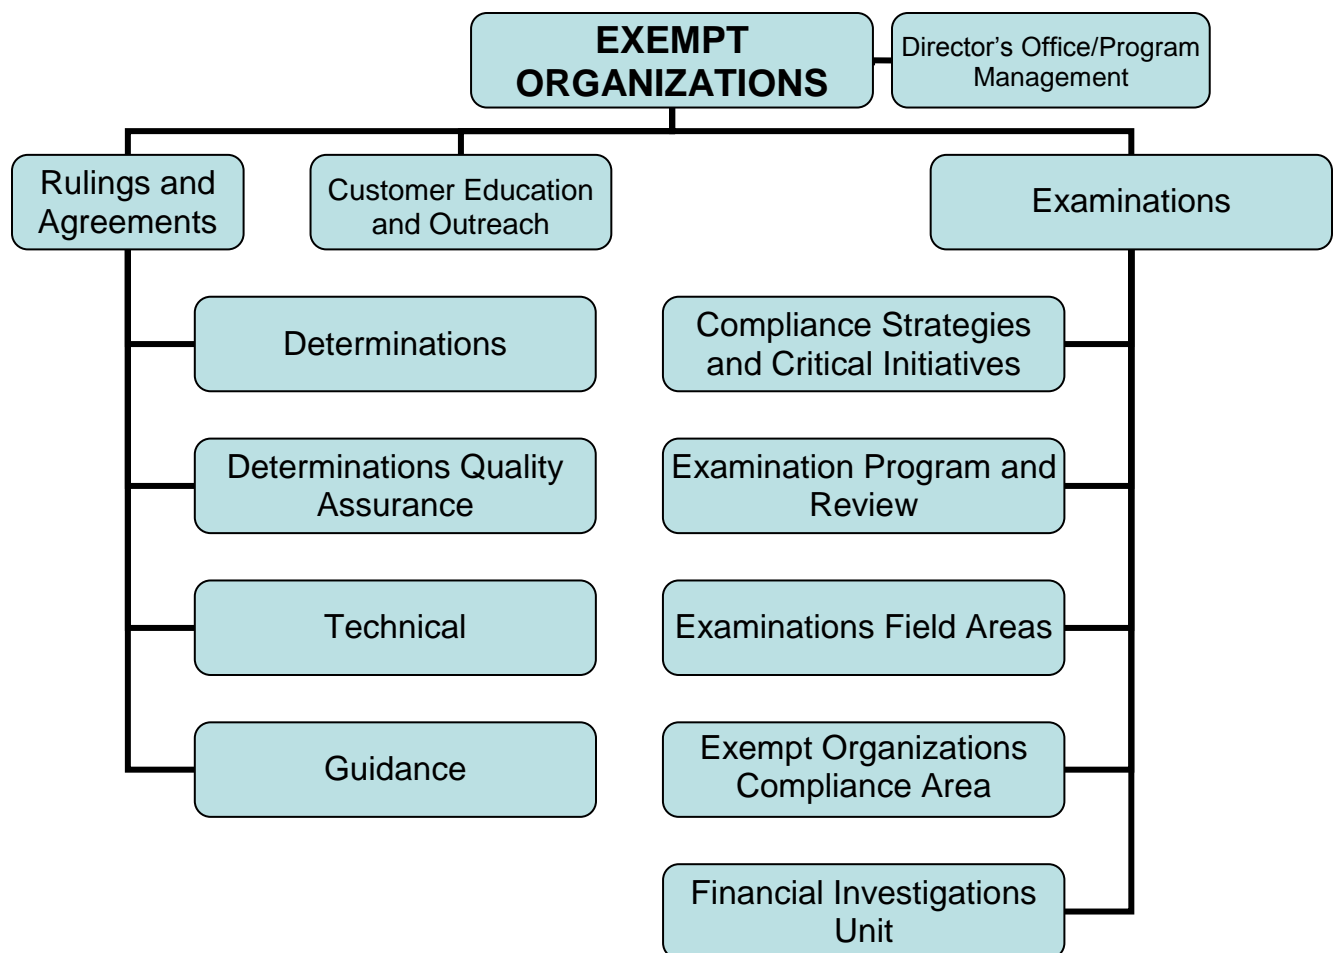 EXEMPT
ORGANIZATIONS
Director’s Office/Program
Management
Rulings and
Agreements
Customer Education
and Outreach
Examinations
Determinations
Determinations Quality
Assurance
Technical
Guidance
Compliance Strategies
and Critical Initiatives
Examination Program and
Review
Examinations Field Areas
Exempt Organizations
Compliance Area
Financial Investigations
Unit